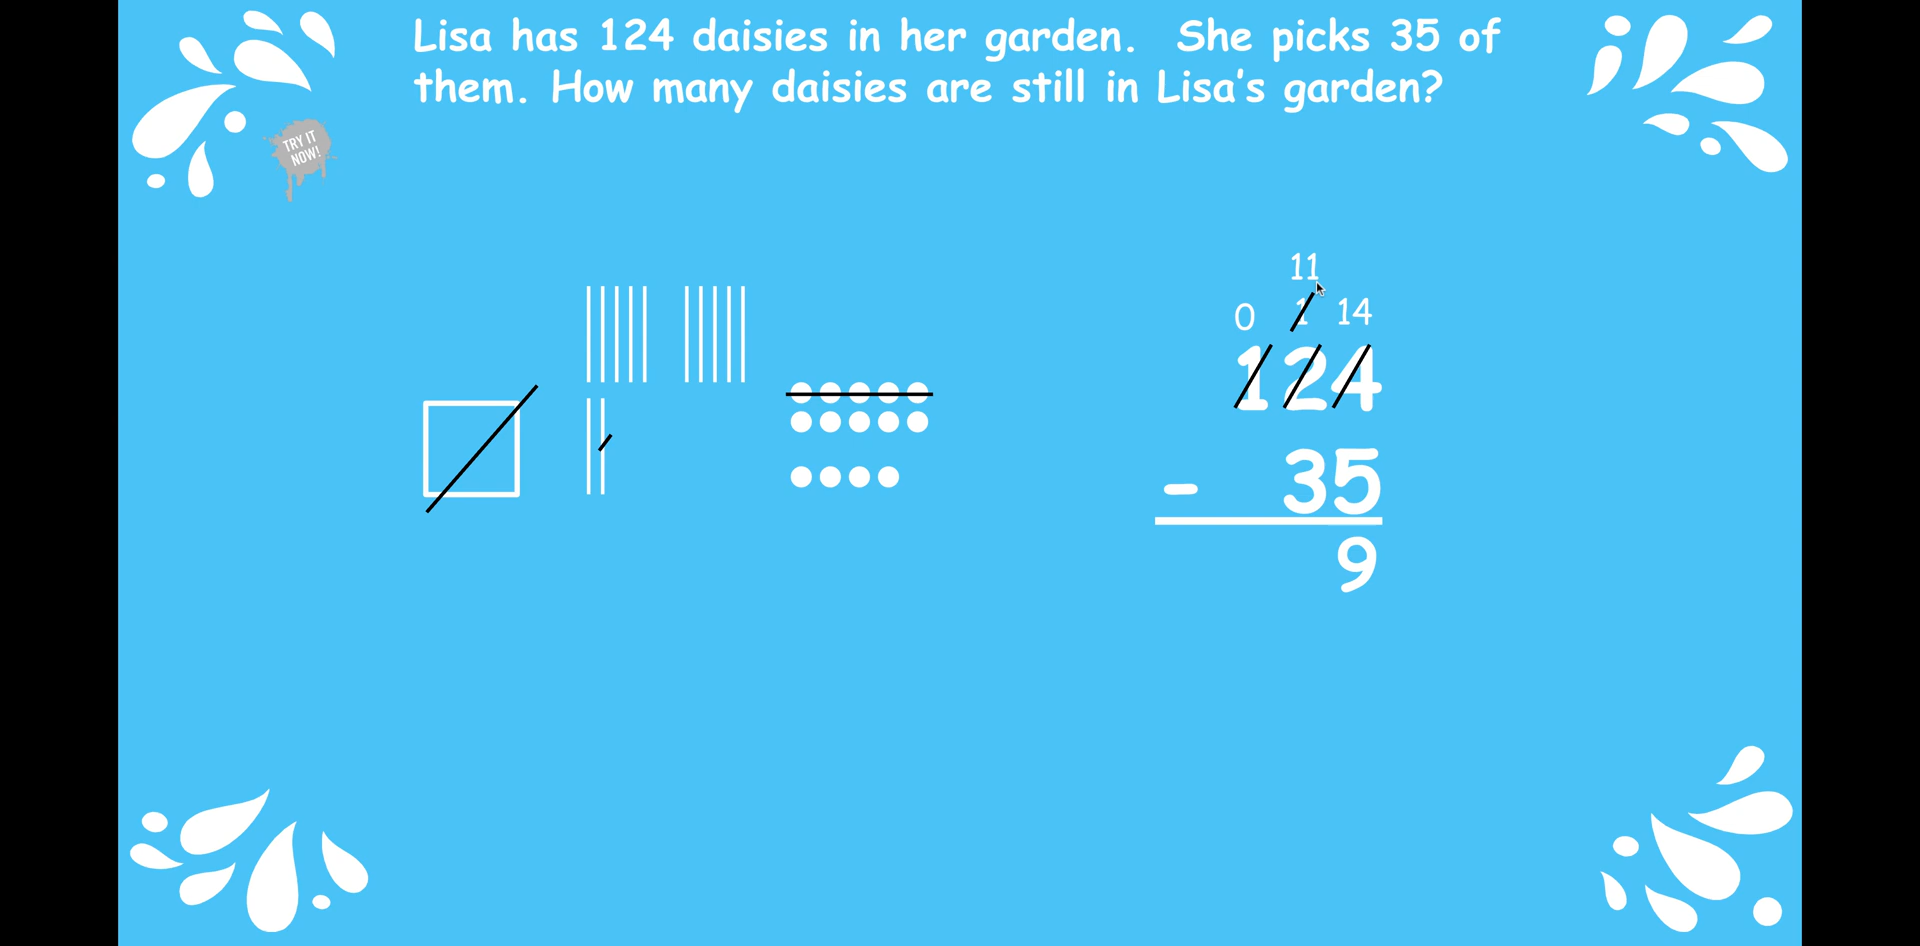 Lisa has 124 daisies in her garden. She picks 35 of
them. How many daisies are still in Lisa's garden?
TRY IT
NOW!
11
0 1 14
124
- 35
9